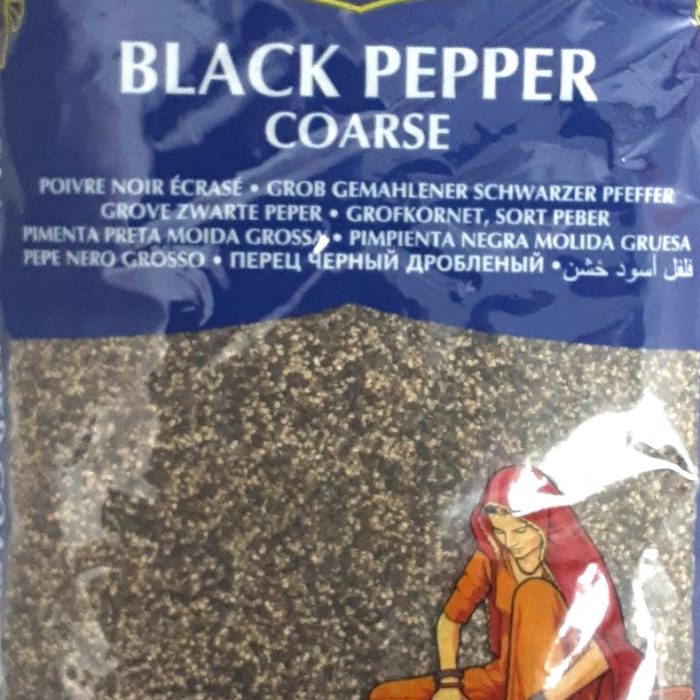 BLACK PEPPER
COARSE
POIVRE NOIR ÉCRASÉ • GROB GEMAHLENER SCHWARZER PFEFFER
GROVE ZWARTE PEPER • GROFKORNET, SORT PEBER
PIMENTA PRETA MOIDA GROSSA • PIMPIENTA NEGRA MOLIDA GRUESA
PEPE NERO GROSSO • ПЕРЕЦ ЧЕРНЫЙ ДРОБЛЕНЫЙ • فلفل أسود خشن